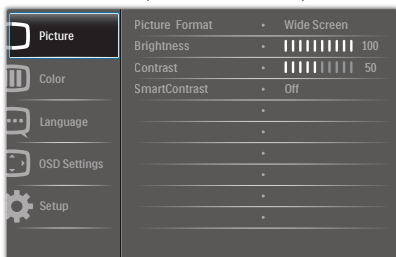 Picture
Color
Language
OSD Settings
Setup
Picture Format • Wide Screen
Brightness • 100
Contrast • 50
SmartContrast • Off